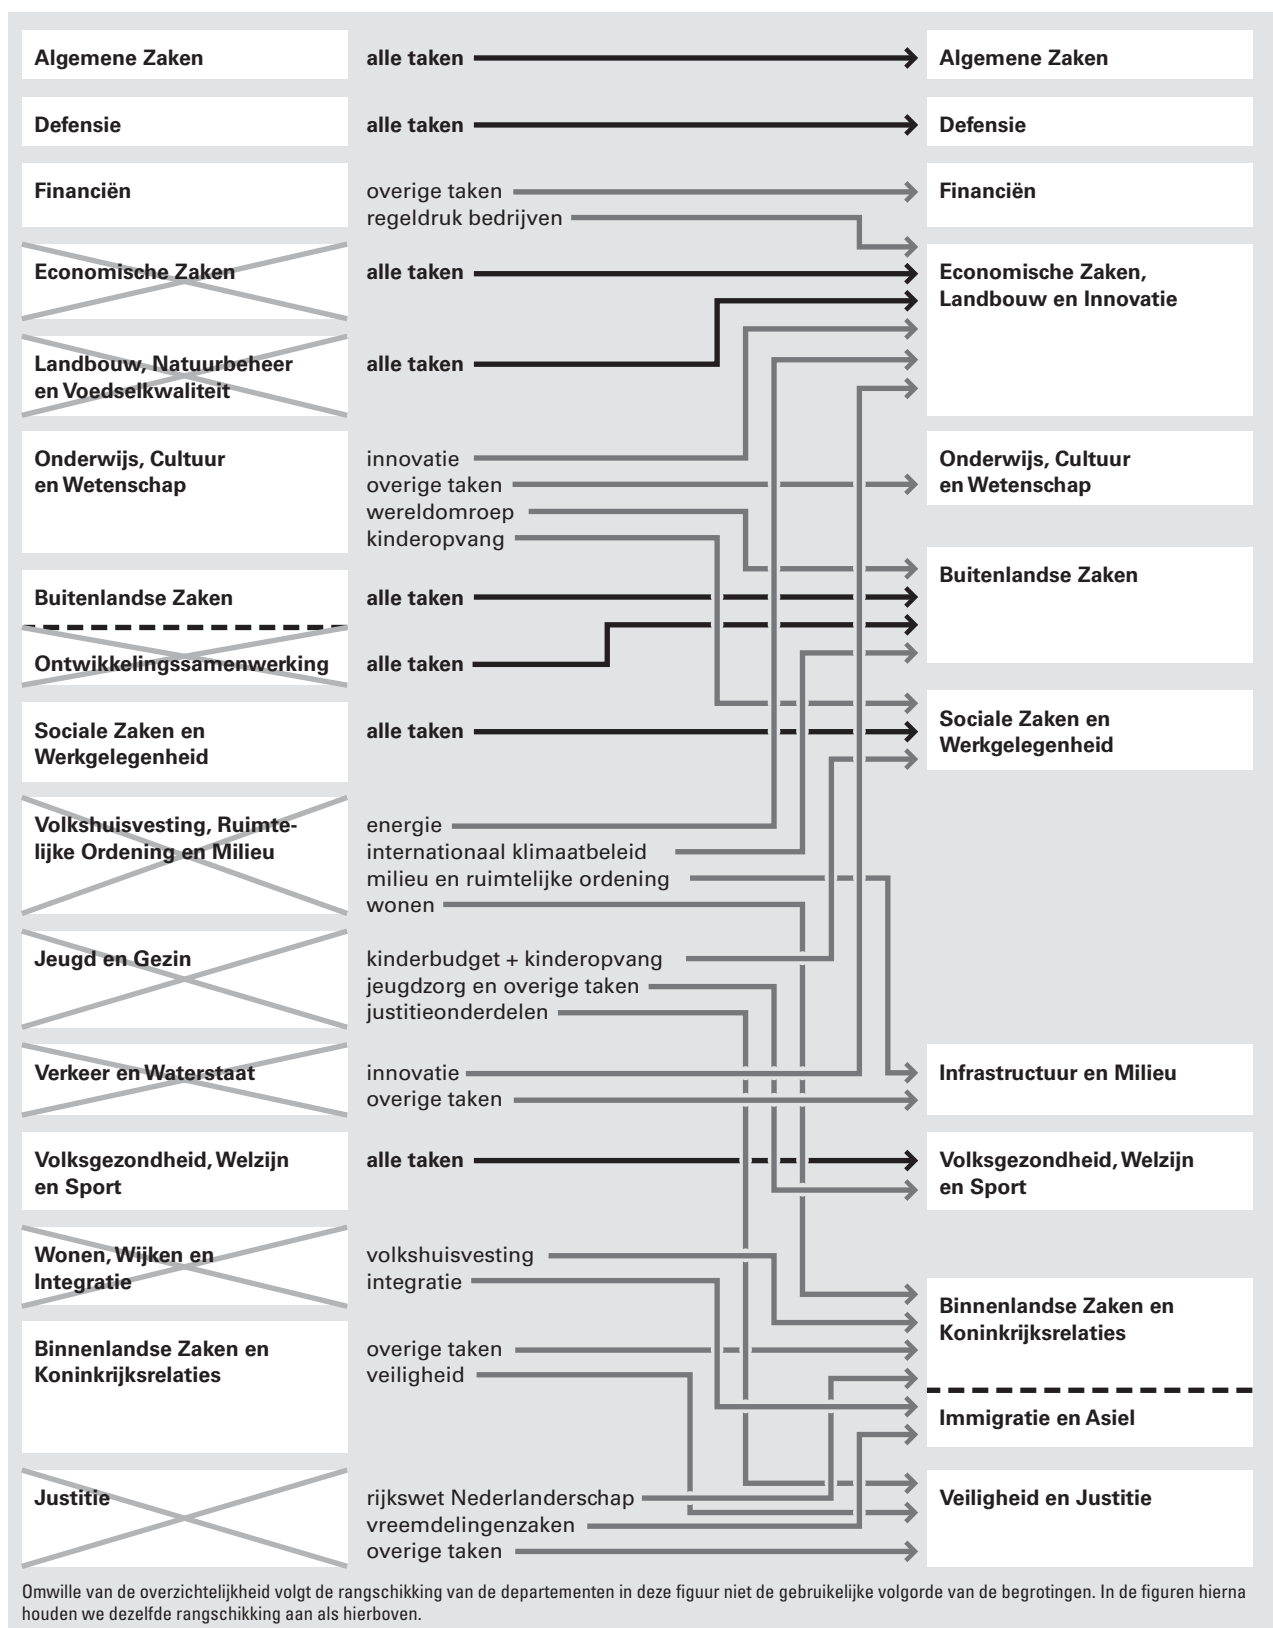 Algemene Zaken alle taken Algemene Zaken
Defensie alle taken Defensie
Financiën overige taken Financiën
regeldruk bedrijven
Economische Zaken alle taken Economische Zaken,
Landbouw en Innovatie
Landbouw, Natuurbeheer alle taken
en Voedselkwaliteit
Onderwijs, Cultuur innovatie Onderwijs, Cultuur
en Wetenschap overige taken en Wetenschap
wereldomroep
kinderopvang
Buitenlandse Zaken
Buitenlandse Zaken alle taken
Ontwikkelingssamenwerking alle taken
Sociale Zaken en
Sociale Zaken en alle taken
Werkgelegenheid
Werkgelegenheid
Volkshuisvesting, Ruimte- energie
lijke Ordening en Milieu internationaal klimaatbeleid
milieu en ruimtelijke ordening
wonen
Jeugd en Gezin kinderbudget + kinderopvang
jeugdzorg en overige taken
justitieonderdelen
Verkeer en Waterstaat innovatie Infrastructuur en Milieu
overige taken
Volksgezondheid, Welzijn alle taken Volksgezondheid, Welzijn
en Sport en Sport
Wonen, Wijken en volkshuisvesting
Integratie integratie
Binnenlandse Zaken en
Koninkrijksrelaties
Binnenlandse Zaken en overige taken
Koninkrijksrelaties veiligheid
Immigratie en Asiel
Justitie rijkswet Nederlanderschap Veiligheid en Justitie
vreemdelingenzaken
overige taken
Omwille van de overzichtelijkheid volgt de rangschikking van de departementen in deze figuur niet de gebruikelijke volgorde van de begrotingen. In de figuren hierna
houden we dezelfde rangschikking aan als hierboven.